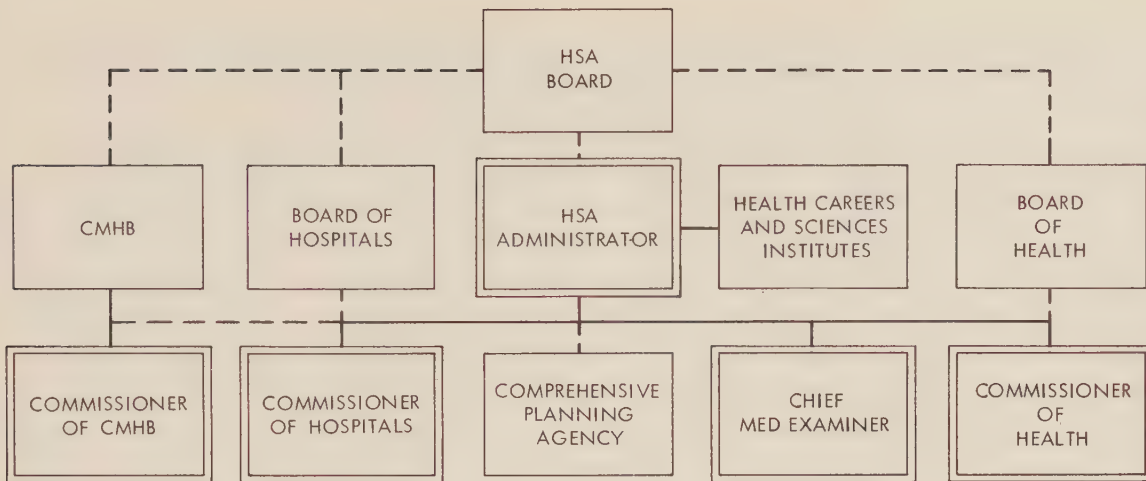 HSA
BOARD
CMHB
BOARD OF
HOSPITALS
HSA
ADMINISTRATOR
HEALTH CAREERS
AND SCIENCES
INSTITUTES
BOARD
OF
HEALTH
COMMISSIONER
OF CMHB
COMMISSIONER
OF HOSPITALS
COMPREHENSIVE
PLANNING
AGENCY
CHIEF
MED EXAMINER
COMMISSIONER
OF
HEALTH